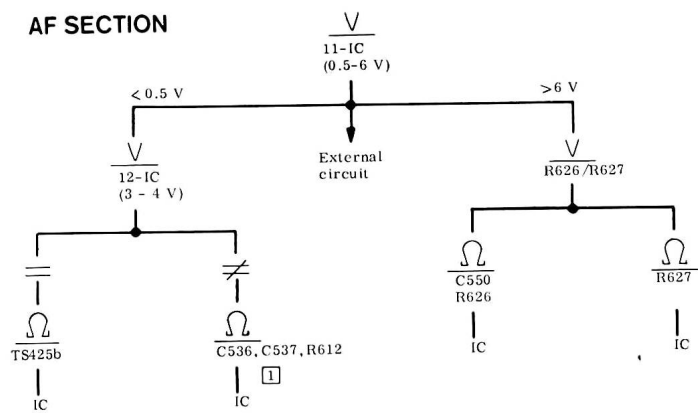 AF SECTION
V
11-IC
(0.5-6 V)
< 0.5 V
>6 V
External
circuit
V
12-IC
(3 - 4 V)
V
R626/R627
=
≠
Ω
TS425b
IC
Ω
C536, C537, R612
1
IC
Ω
C550
R626
IC
Ω
R627
IC